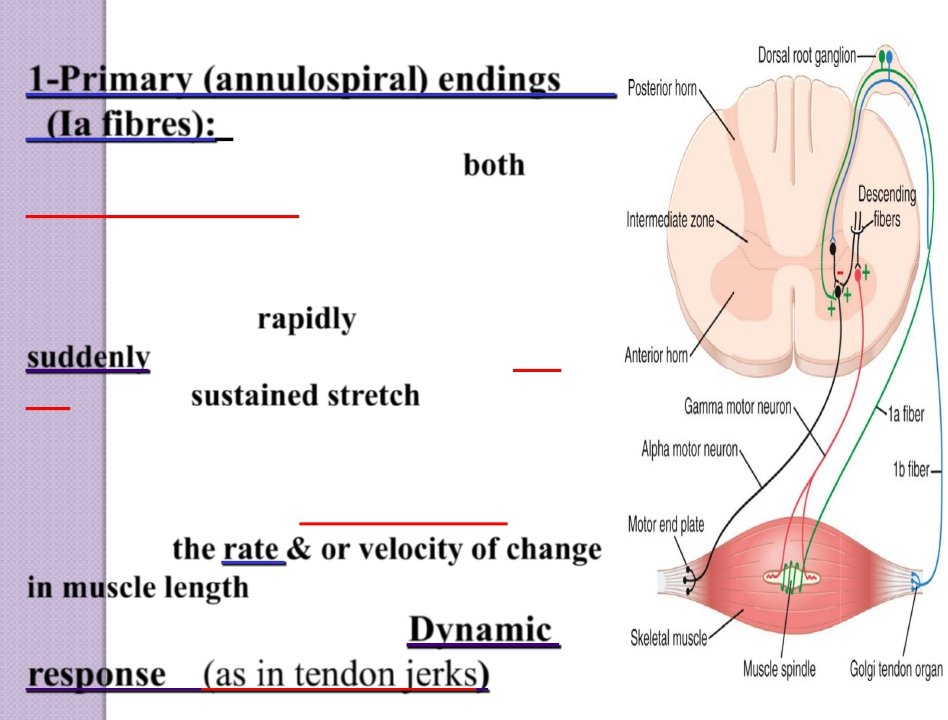 1-Primary (annulospiral) endings
(Ia fibres):
both
rapidly
suddenly
sustained stretch
the rate & or velocity of change
in muscle length
Dynamic
response (as in tendon jerks)
Dorsal root ganglion
Posterior horn
Descending
fibers
Intermediate zone
-
+
+
+
Anterior horn
Gamma motor neuron
1a fiber
Alpha motor neuron
1b fiber
Motor end plate
Skeletal muscle
Muscle spindle
Golgi tendon organ